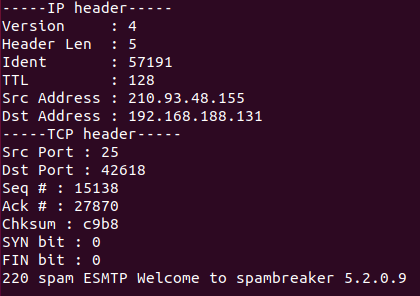 -----IP header-----
Version : 4
Header Len : 5
Ident : 57191
TTL : 128
Src Address : 210.93.48.155
Dst Address : 192.168.188.131
-----TCP header-----
Src Port : 25
Dst Port : 42618
Seq # : 15138
Ack # : 27870
Chksum : c9b8
SYN bit : 0
FIN bit : 0
220 spam ESMTP Welcome to spambreaker 5.2.0.9